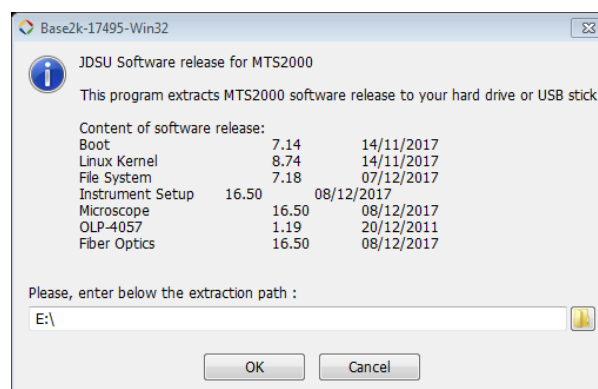 Base2k-17495-Win32
JDSU Software release for MTS2000
This program extracts MTS2000 software release to your hard drive or USB stick
Content of software release:
Boot 7.14 14/11/2017
Linux Kernel 8.74 14/11/2017
File System 7.18 07/12/2017
Instrument Setup 16.50 08/12/2017
Microscope 16.50 08/12/2017
OLP-4057 1.19 20/12/2011
Fiber Optics 16.50 08/12/2017
Please, enter below the extraction path :
E:\
OK Cancel